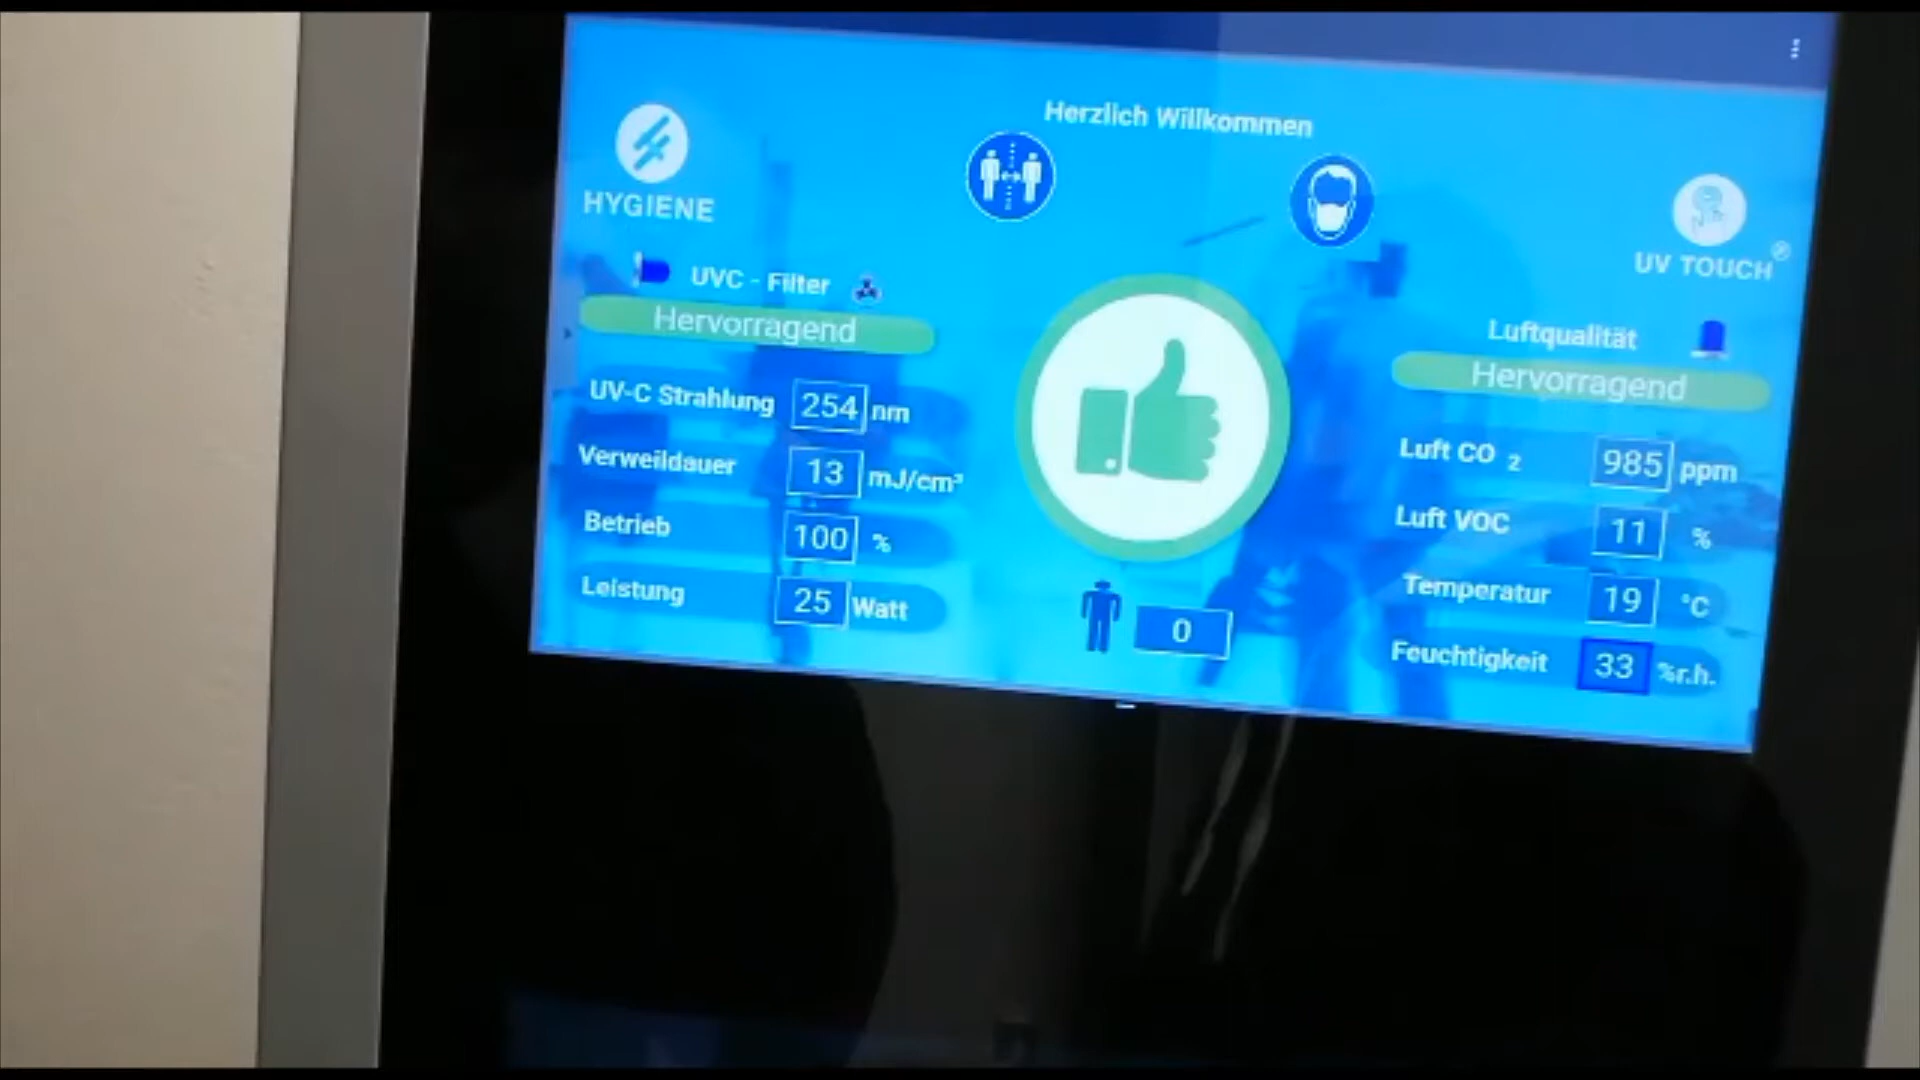 Herzlich Willkommen
HYGIENE
UV TOUCH®
UVC - Filter
Hervorragend
UV-C Strahlung 254 nm
Verweildauer 13 mJ/cm²
Betrieb 100 %
Leistung 25 Watt
0
Luftqualität
Hervorragend
Luft CO 2 985 ppm
Luft VOC 11 %
Temperatur 19 °C
Feuchtigkeit 33 %r.h.